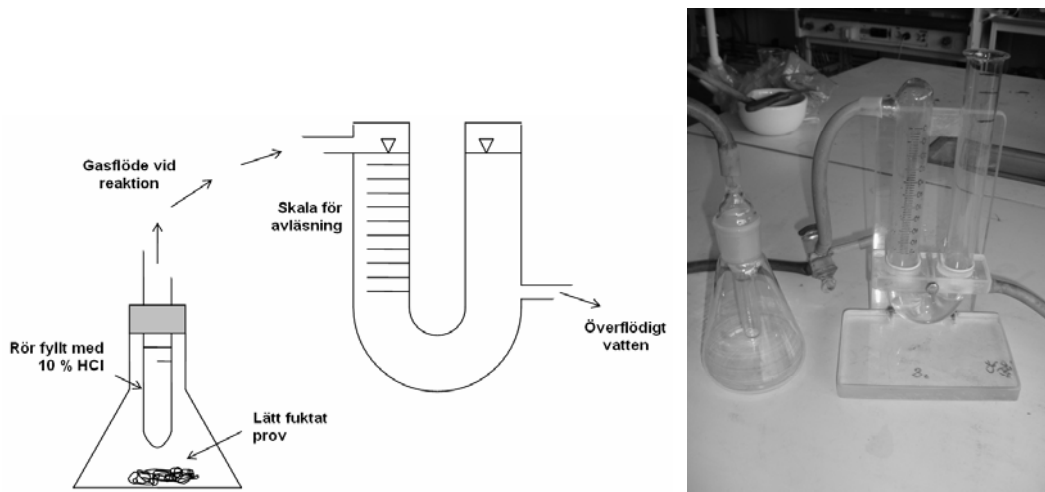 Gasflöde vid
reaktion
Skala för
avläsning
Överflödigt
vatten
Rör fyllt med
10 % HCl
Lätt fuktat
prov